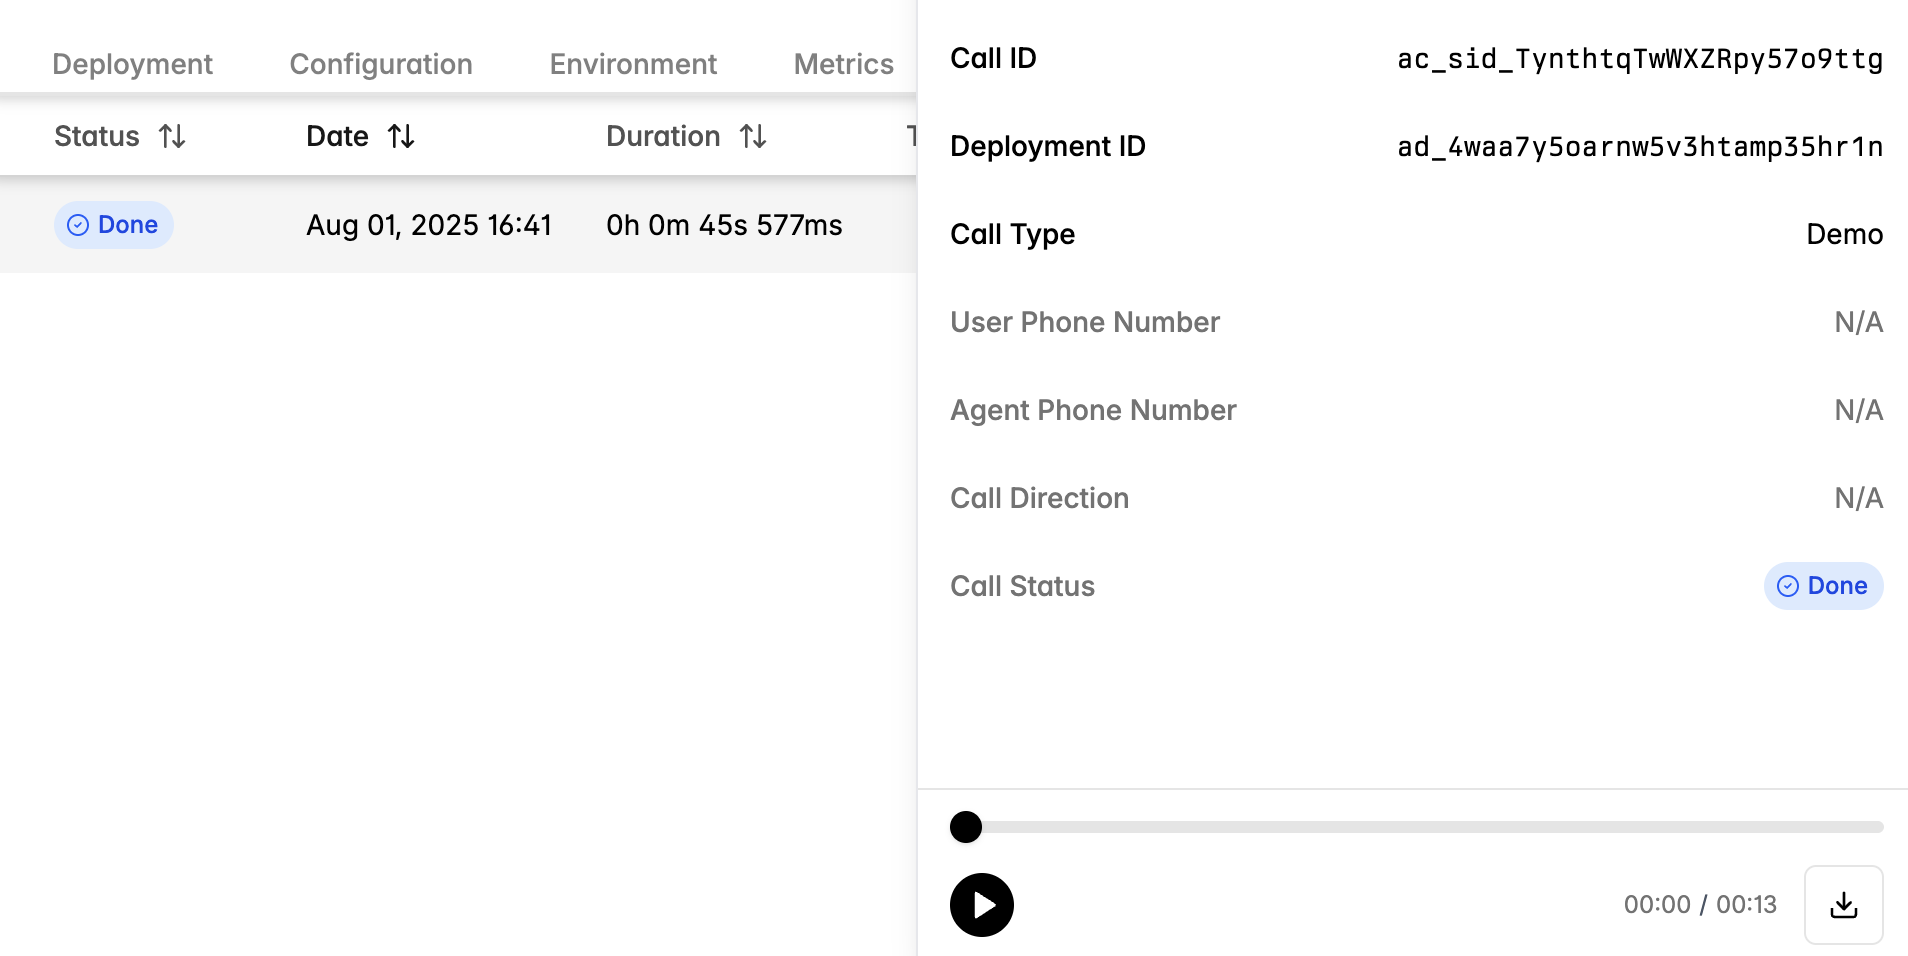 Deployment Configuration Environment Metrics
Status Date Duration T
Done Aug 01, 2025 16:41 0h 0m 45s 577ms
Call ID ac_sid_TynthtqTwWXZRpy57o9ttg
Deployment ID ad_4waa7y5oarnw5v3htamp35hr1n
Call Type Demo
User Phone Number N/A
Agent Phone Number N/A
Call Direction N/A
Call Status Done
00:00 / 00:13